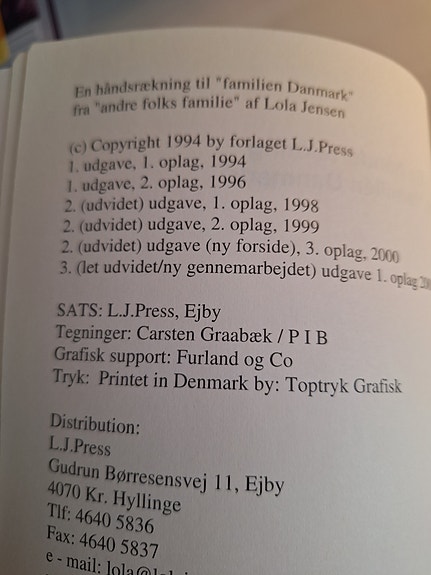 En håndsrækning til "familien Danmark"
fra "andre folks familie" af Lola Jensen
(c) Copyright 1994 by forlaget L.J.Press
1. udgave, 1. oplag, 1994
1. udgave, 2. oplag, 1996
2. (udvidet) udgave, 1. oplag, 1998
2. (udvidet) udgave, 2. oplag, 1999
2. (udvidet) udgave (ny forside), 3. oplag, 2000
3. (let udvidet/ny gennemarbejdet) udgave 1. oplag
SATS: L.J.Press, Ejby
Tegninger: Carsten Graabæk / P I B
Grafisk support: Furland og Co
Tryk: Printet in Denmark by: Toptryk Grafisk
Distribution:
L.J.Press
Gudrun Børresensvej 11, Ejby
4070 Kr. Hyllinge
Tlf: 4640 5836
Fax: 4640 5837
e - mail: